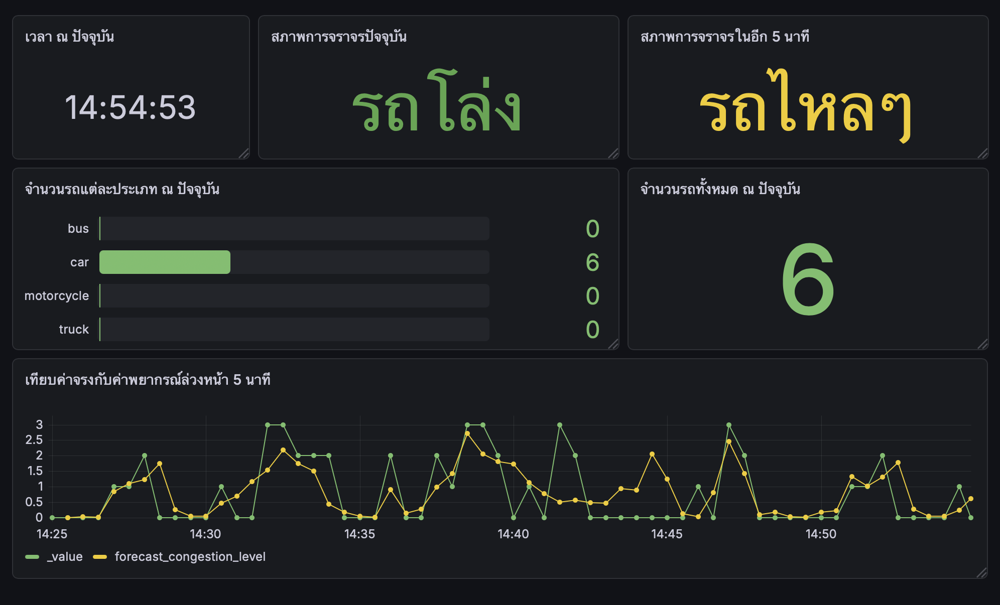 เวลา ณ ปัจจุบัน
14:54:53
สภาพการจราจรปัจจุบัน
รถโล่ง
สภาพการจราจรในอีก 5 นาที
รถไหลๆ
จำนวนรถแต่ละประเภท ณ ปัจจุบัน
bus 0
car 6
motorcycle 0
truck 0
จำนวนรถทั้งหมด ณ ปัจจุบัน
6
เทียบค่าจรงกับค่าพยากรณ์ล่วงหน้า 5 นาที
3
2.5
2
1.5
1
0.5
0
14:25 14:30 14:35 14:40 14:45 14:50
_value forecast_congestion_level